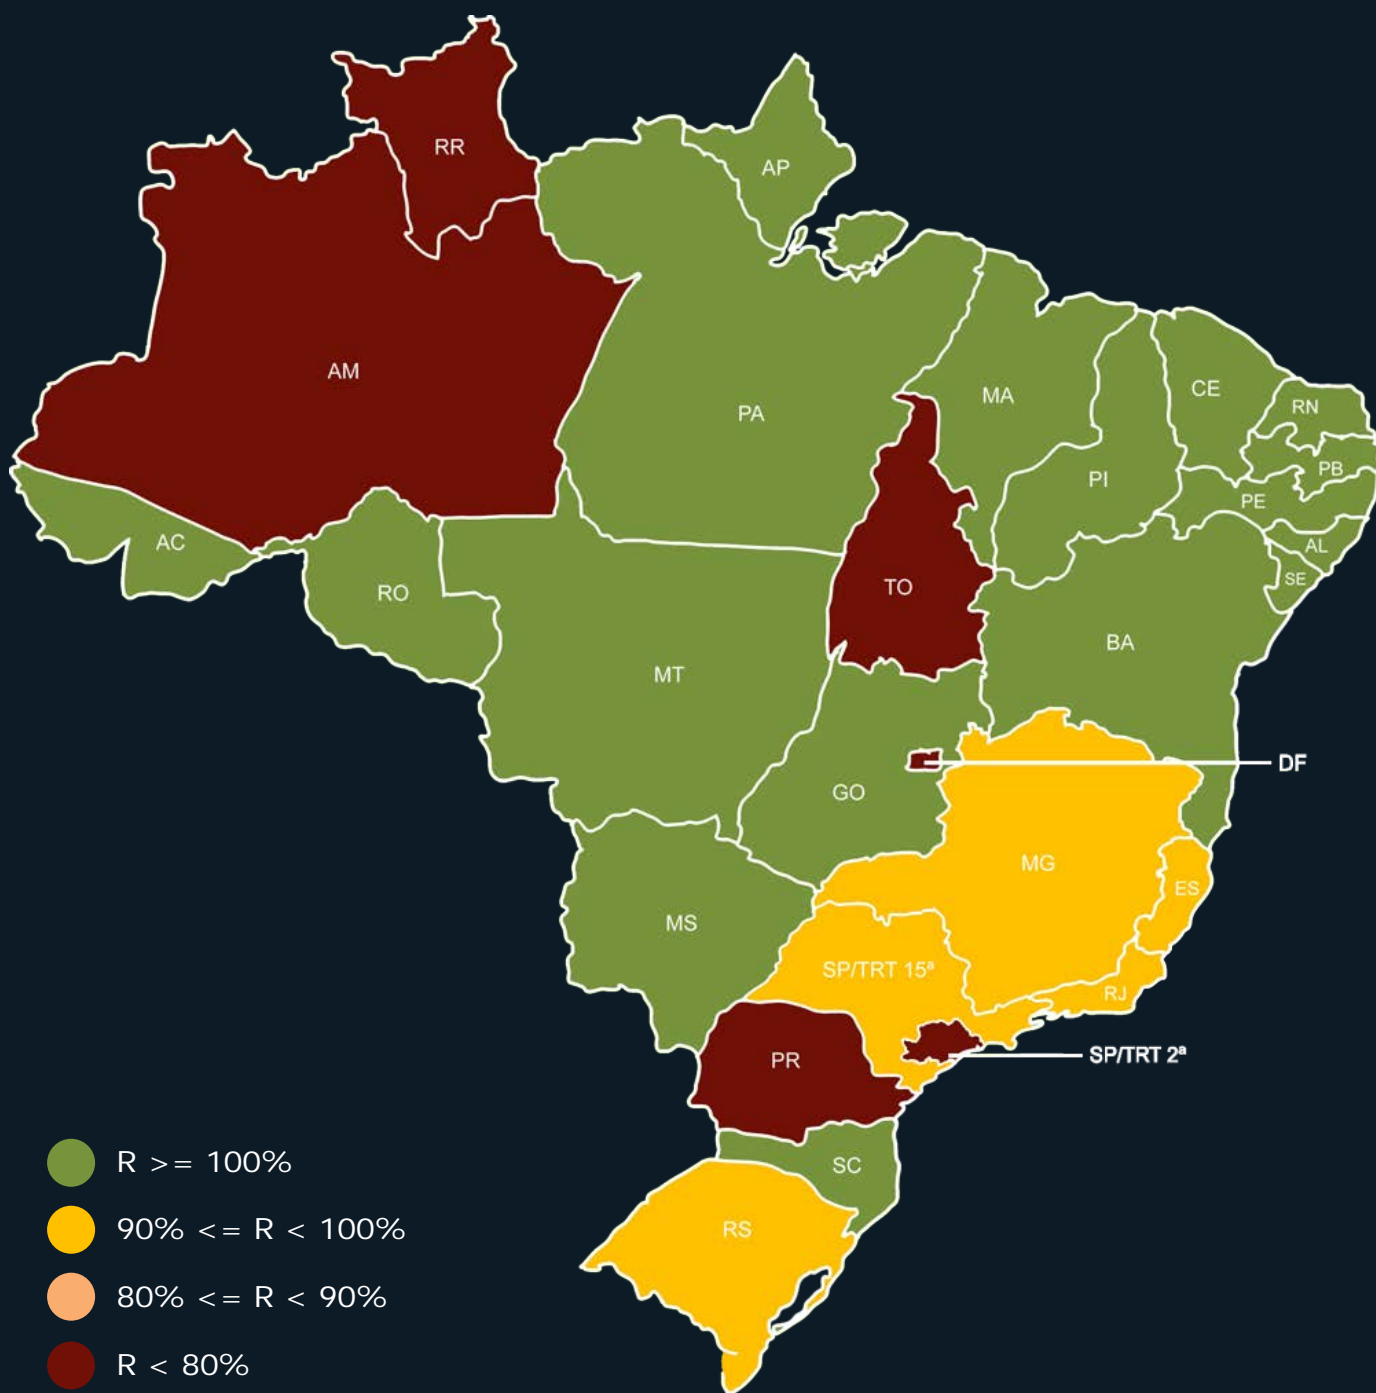 RR
AP
AM
PA
MA
CE
RN
PB
PI
PE
AL
SE
AC
RO
TO
BA
MT
DF
GO
MG
ES
MS
SP/TRT 15ª
RJ
SP/TRT 2ª
PR
SC
RS
R >= 100%
90% <= R < 100%
80% <= R < 90%
R < 80%